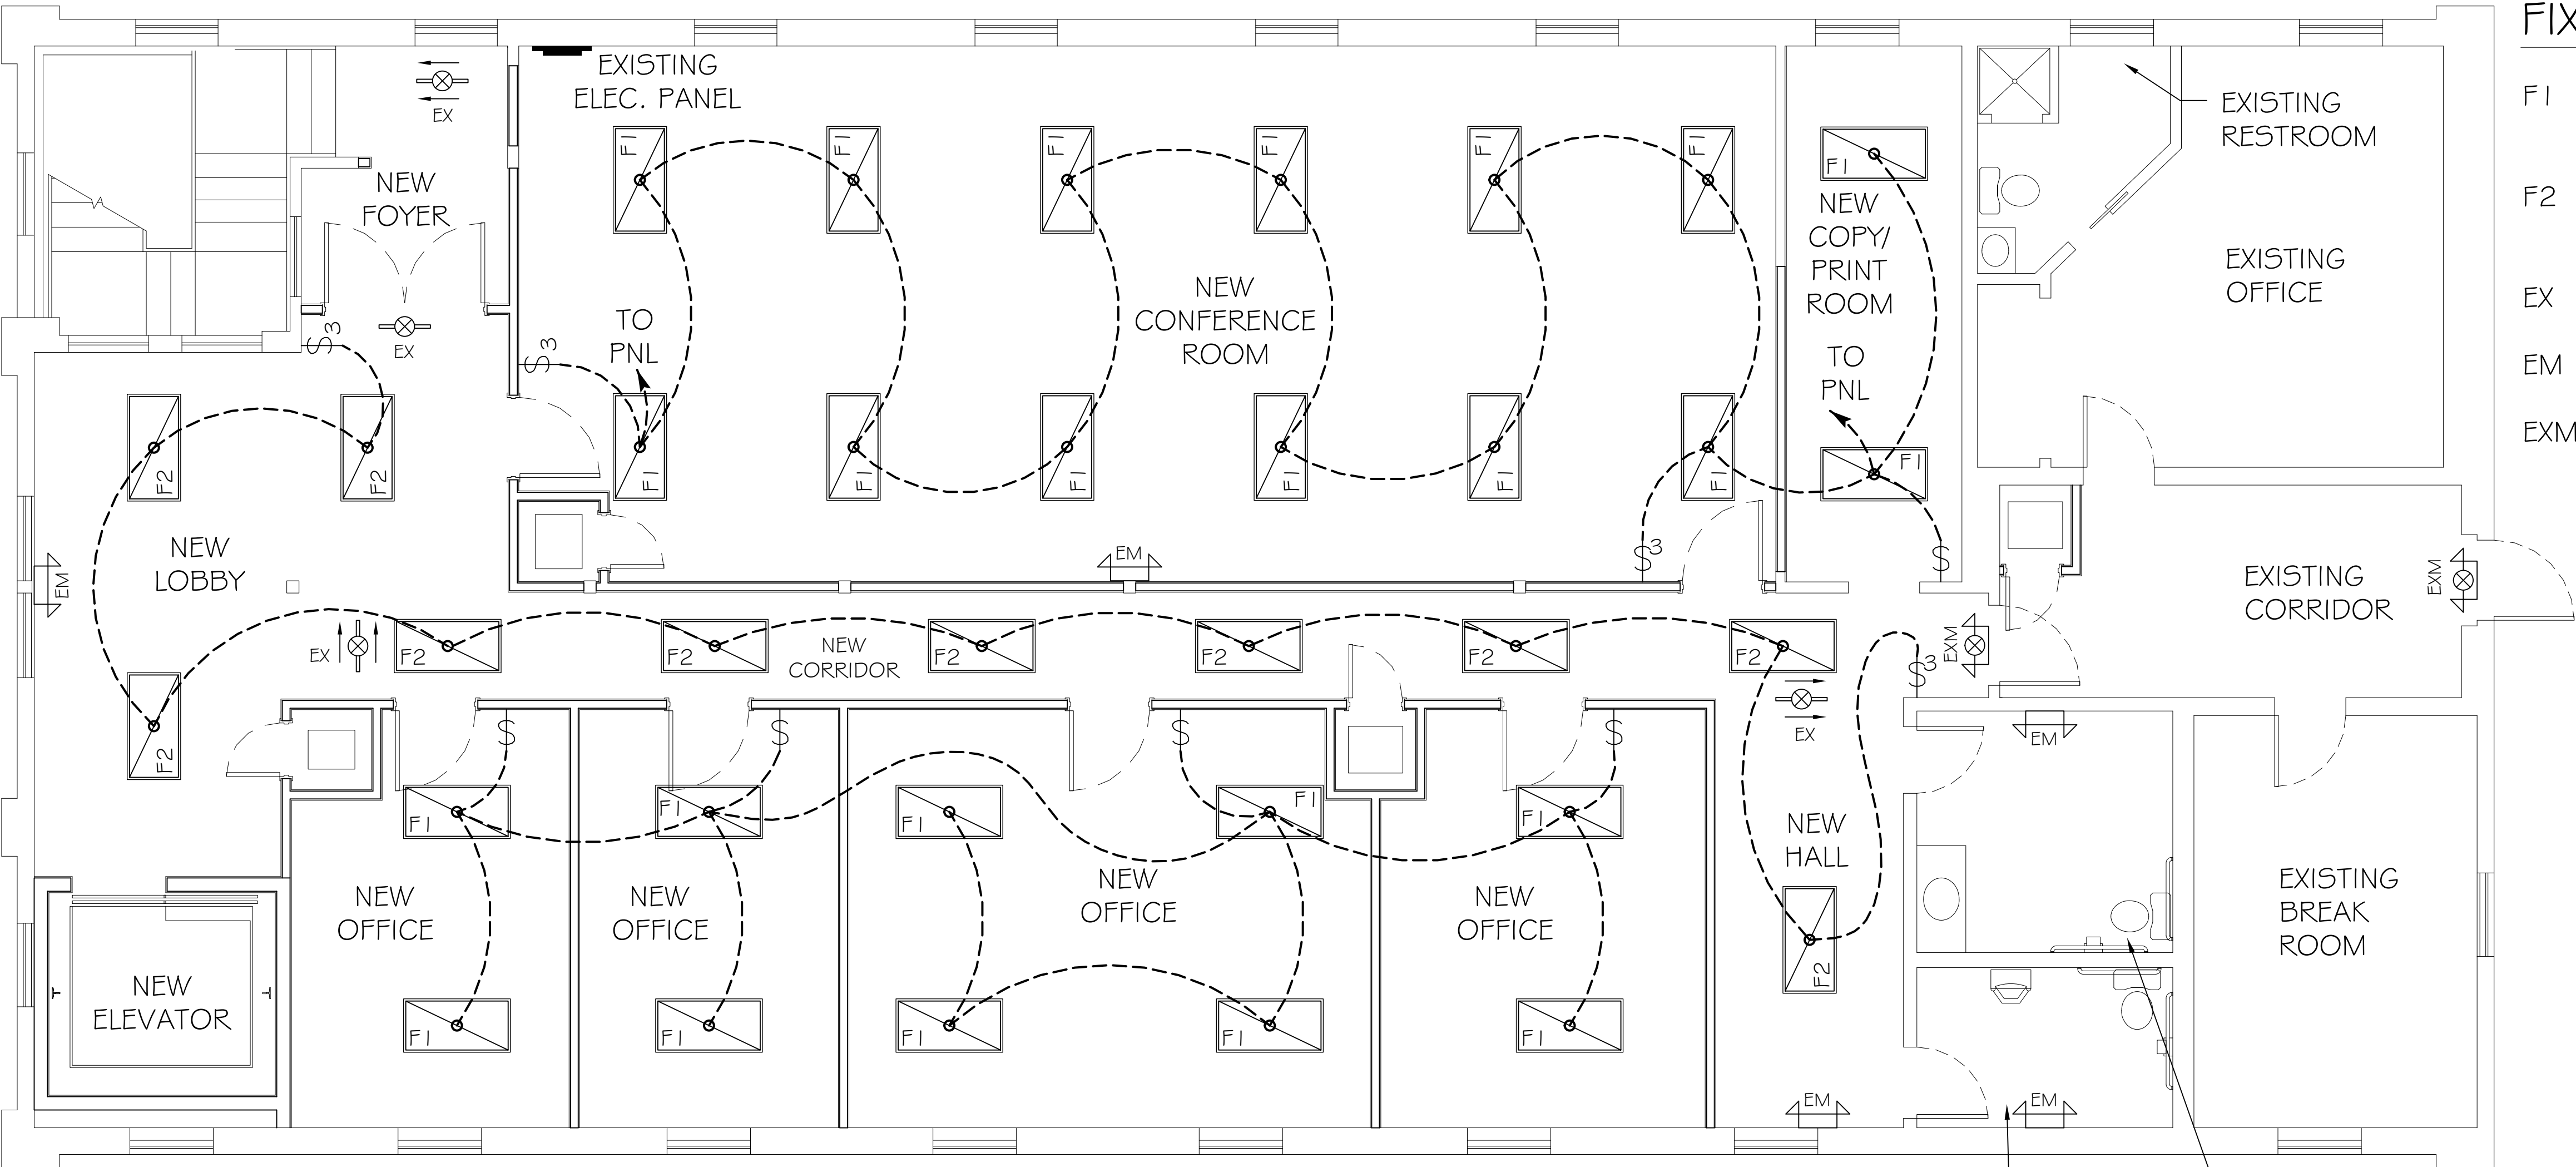 FIX
EXISTING
ELEC. PANEL
EX
F1
F1
F1
F1
F1
F1
F1
F1
EXISTING
RESTROOM
NEW
FOYER
F2
NEW
COPY/
PRINT
ROOM
EXISTING
OFFICE
NEW
CONFERENCE
ROOM
EX
TO
PNL
$3
EX
$3
TO
PNL
EM
F2
F2
F1
F1
F1
F1
F1
F1
F1
EXM
NEW
LOBBY
EM
EM
$3
$
EXISTING
CORRIDOR
EXM
EX
F2
F2
NEW
CORRIDOR
F2
F2
F2
F2
EXM
$3
F2
$
$
$
$
EX
EM
F1
F1
F1
F1
F1
NEW
HALL
NEW
OFFICE
NEW
OFFICE
NEW
OFFICE
NEW
OFFICE
EXISTING
BREAK
ROOM
F2
NEW
ELEVATOR
F1
F1
F1
F1
F1
EM
EM